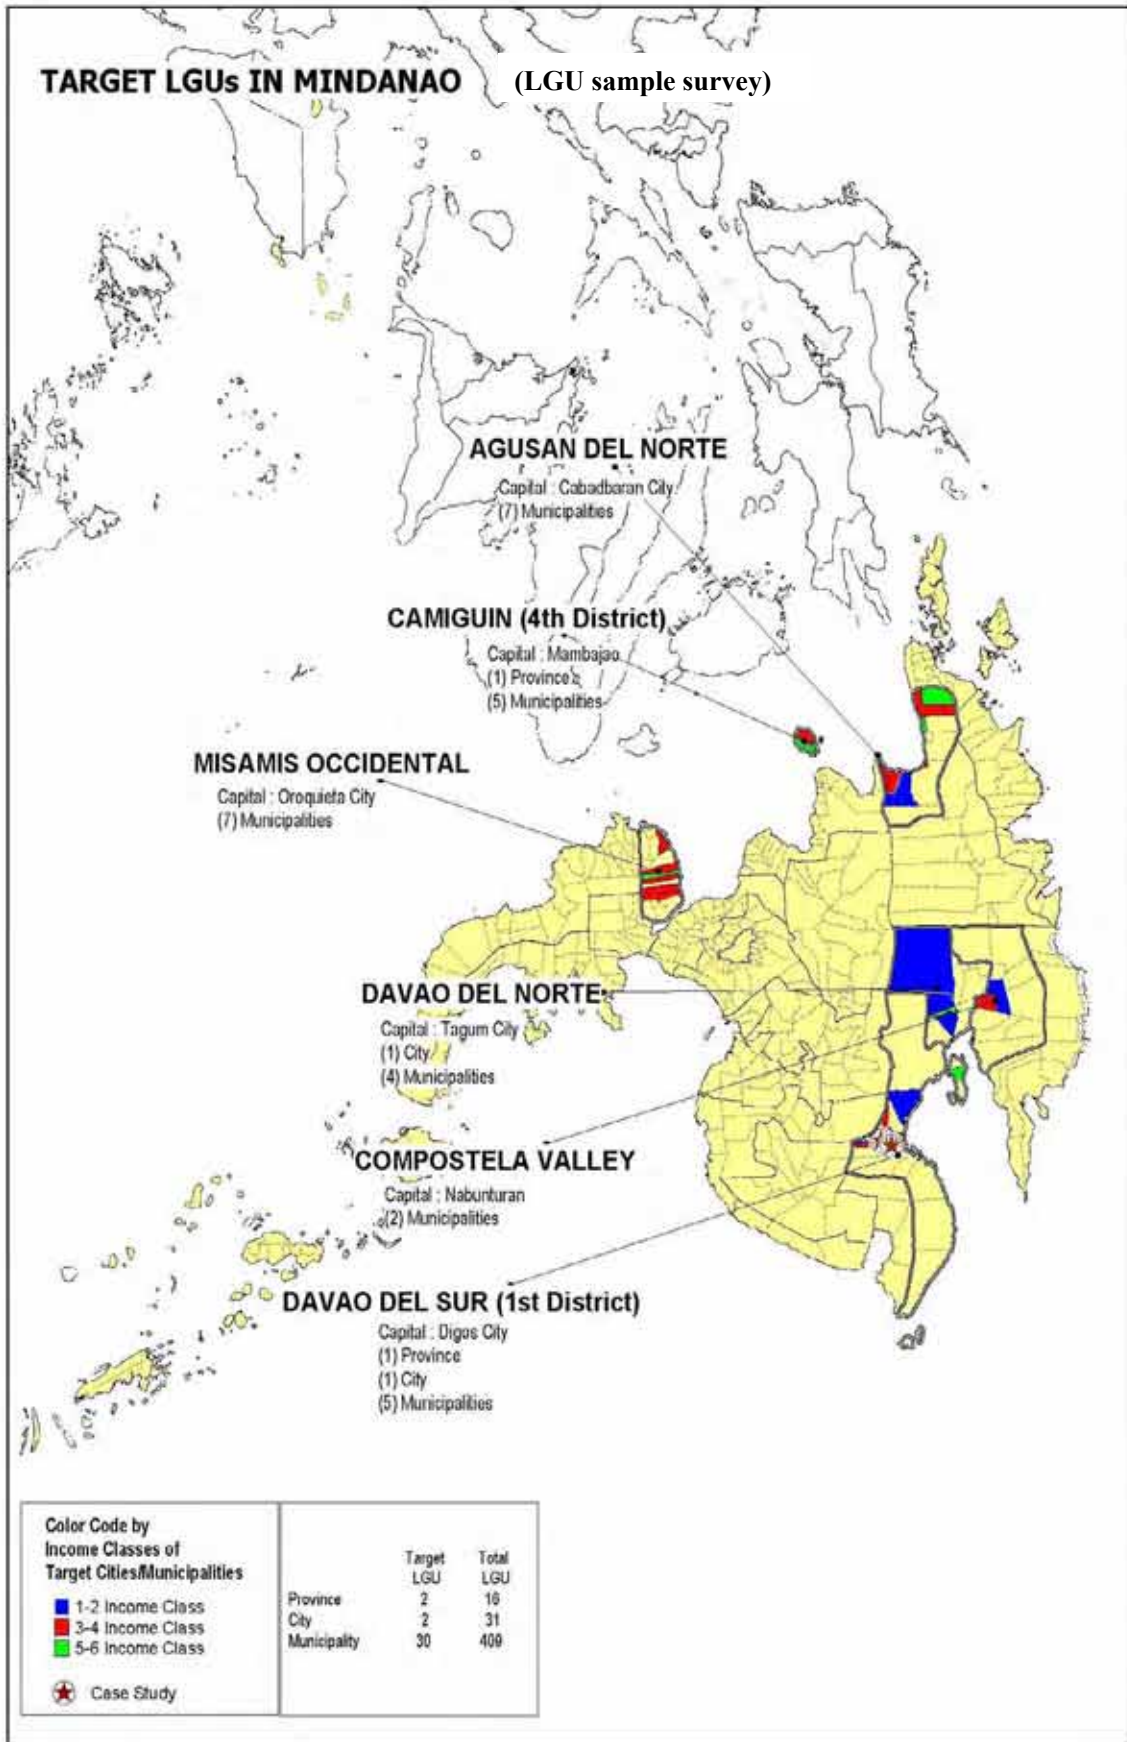 TARGET LGUs IN MINDANAO (LGU sample survey)
AGUSAN DEL NORTE
Capital : Cabadbaran City
(7) Municipalities
CAMIGUIN (4th District)
Capital : Mambajao
(1) Province
(5) Municipalities
MISAMIS OCCIDENTAL
Capital : Oroquieta City
(7) Municipalities
DAVAO DEL NORTE
Capital : Tagum City
(1) City
(4) Municipalities
COMPOSTELA VALLEY
Capital : Nabunturan
(2) Municipalities
DAVAO DEL SUR (1st District)
Capital : Digos City
(1) Province
(1) City
(5) Municipalities
Color Code by
Income Classes of
Target Cities/Municipalities
1-2 Income Class
3-4 Income Class
5-6 Income Class
Case Study
Target Total
LGU LGU
Province 2 16
City 2 31
Municipality 30 409